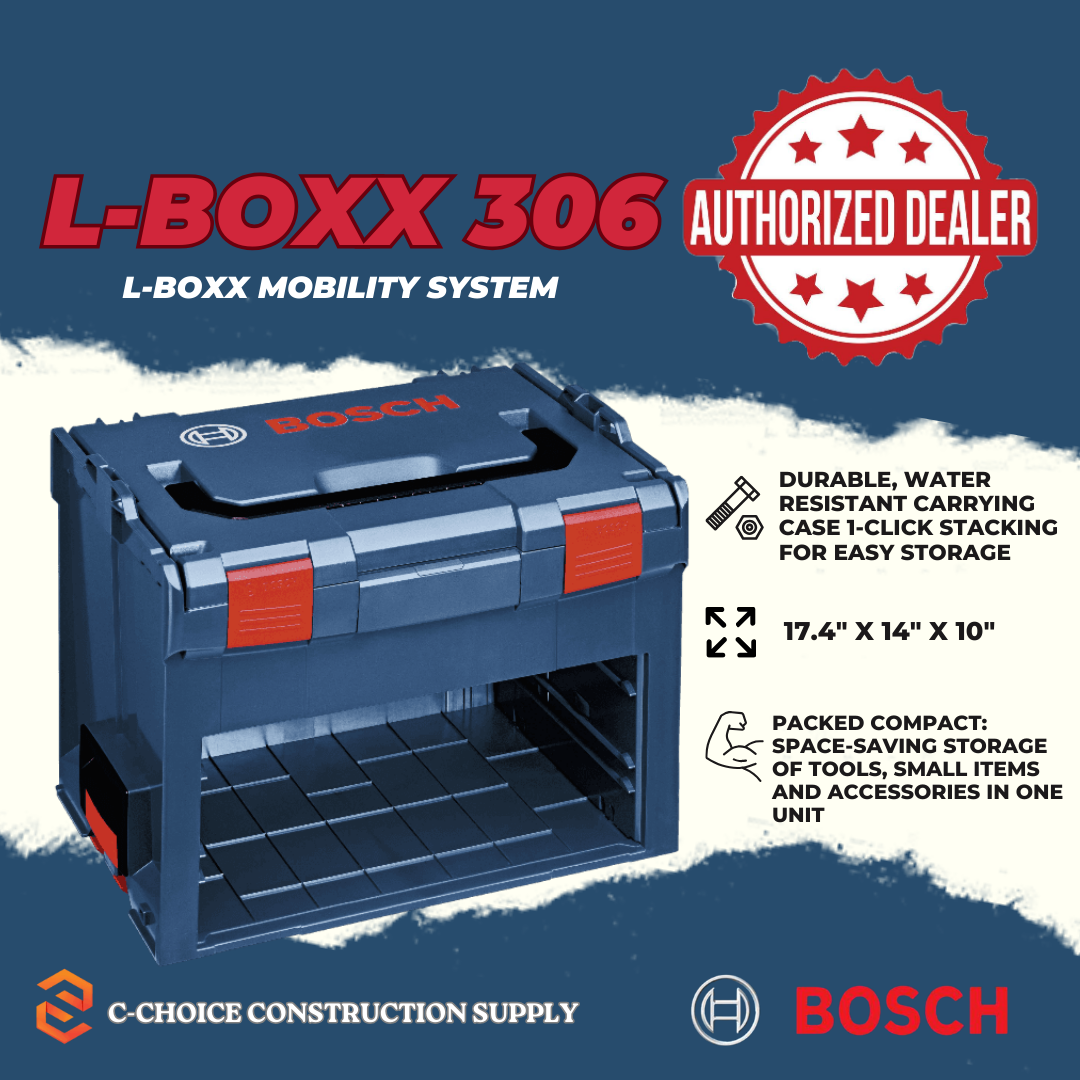 L-BOXX 306
L-BOXX MOBILITY SYSTEM
AUTHORIZED DEALER
BOSCH
DURABLE, WATER
RESISTANT CARRYING
CASE 1-CLICK STACKING
FOR EASY STORAGE
17.4" X 14" X 10"
PACKED COMPACT:
SPACE-SAVING STORAGE
OF TOOLS, SMALL ITEMS
AND ACCESSORIES IN ONE
UNIT
C-CHOICE CONSTRUCTION SUPPLY
BOSCH